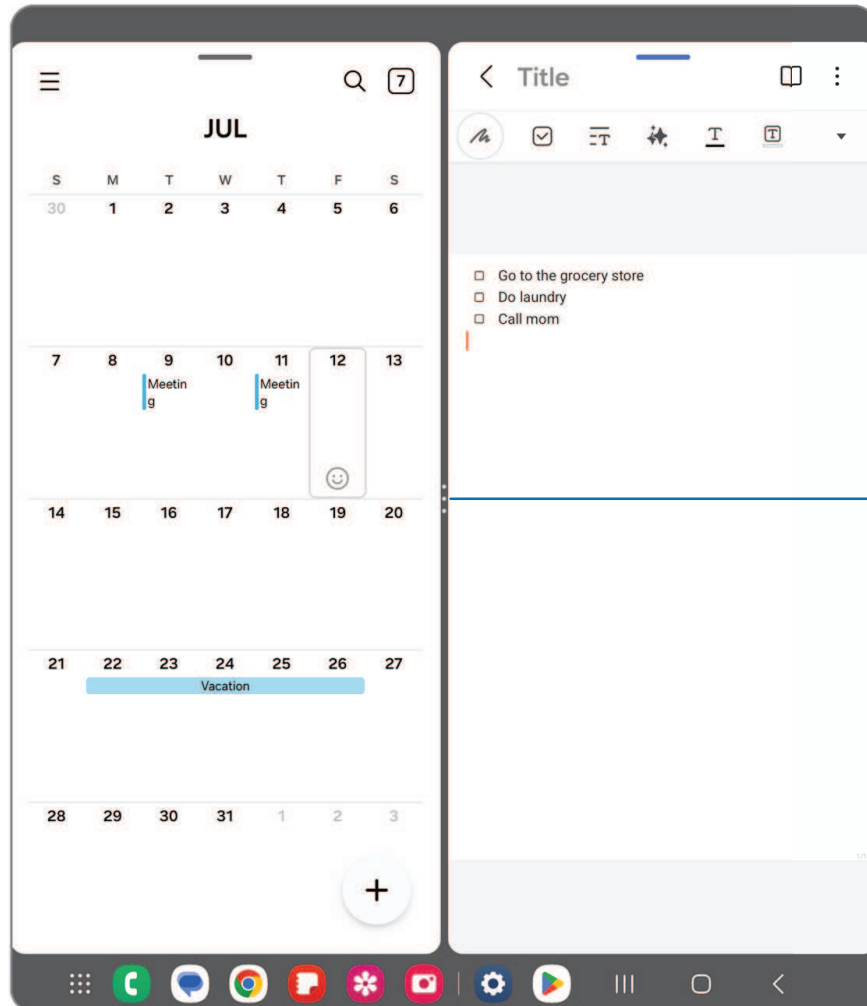 7
JUL
S M T W T F S
30 1 2 3 4 5 6
7 8 9 10 11 12 13
Meetin
g
Meetin
g
14 15 16 17 18 19 20
21 22 23 24 25 26 27
Vacation
28 29 30 31 1 2 3
Title
T T T
Go to the grocery store
Do laundry
Call mom